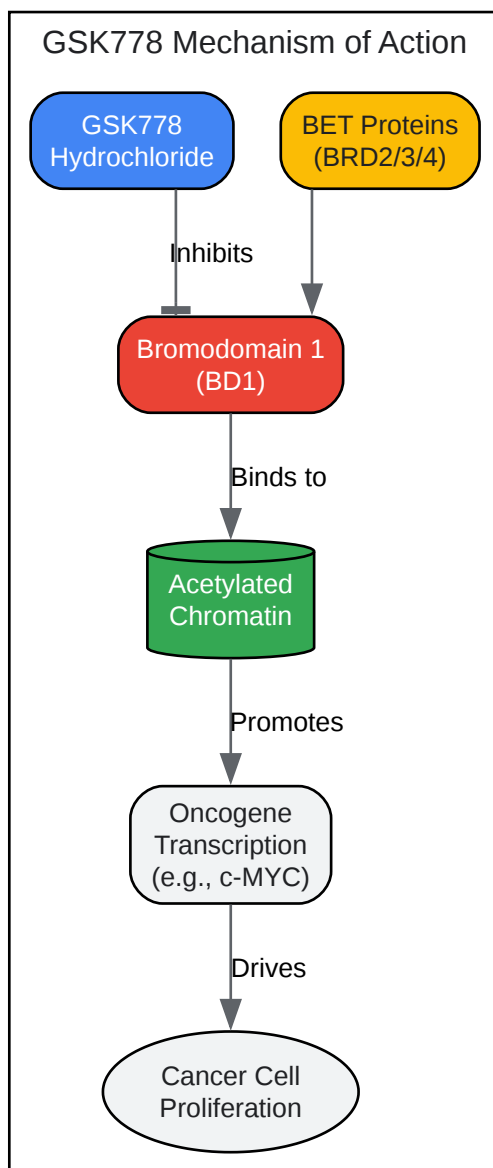 GSK778 Mechanism of Action
GSK778
Hydrochloride
BET Proteins
(BRD2/3/4)
Inhibits
Bromodomain 1
(BD1)
Binds to
Acetylated
Chromatin
Promotes
Oncogene
Transcription
(e.g., c-MYC)
Drives
Cancer Cell
Proliferation